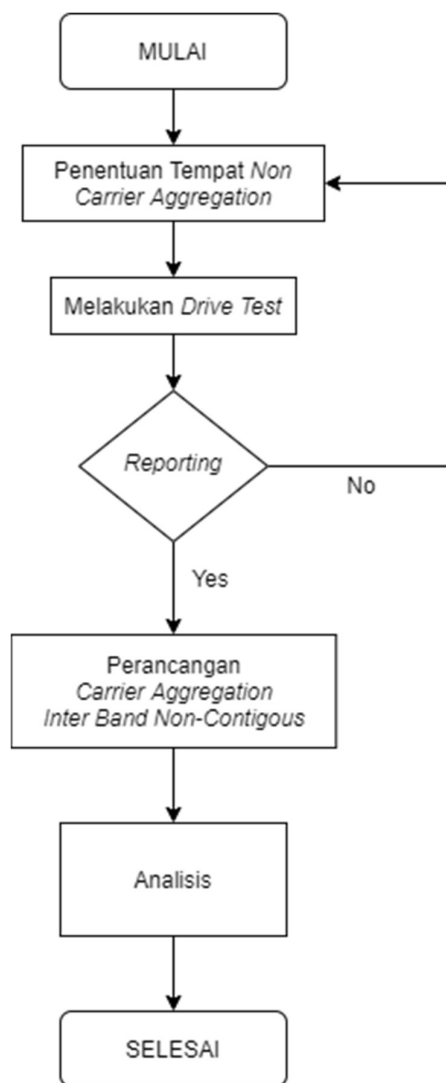 MULAI
Penentuan Tempat Non
Carrier Aggregation
Melakukan Drive Test
Reporting
No
Yes
Perancangan
Carrier Aggregation
Inter Band Non-Contigous
Analisis
SELESAI